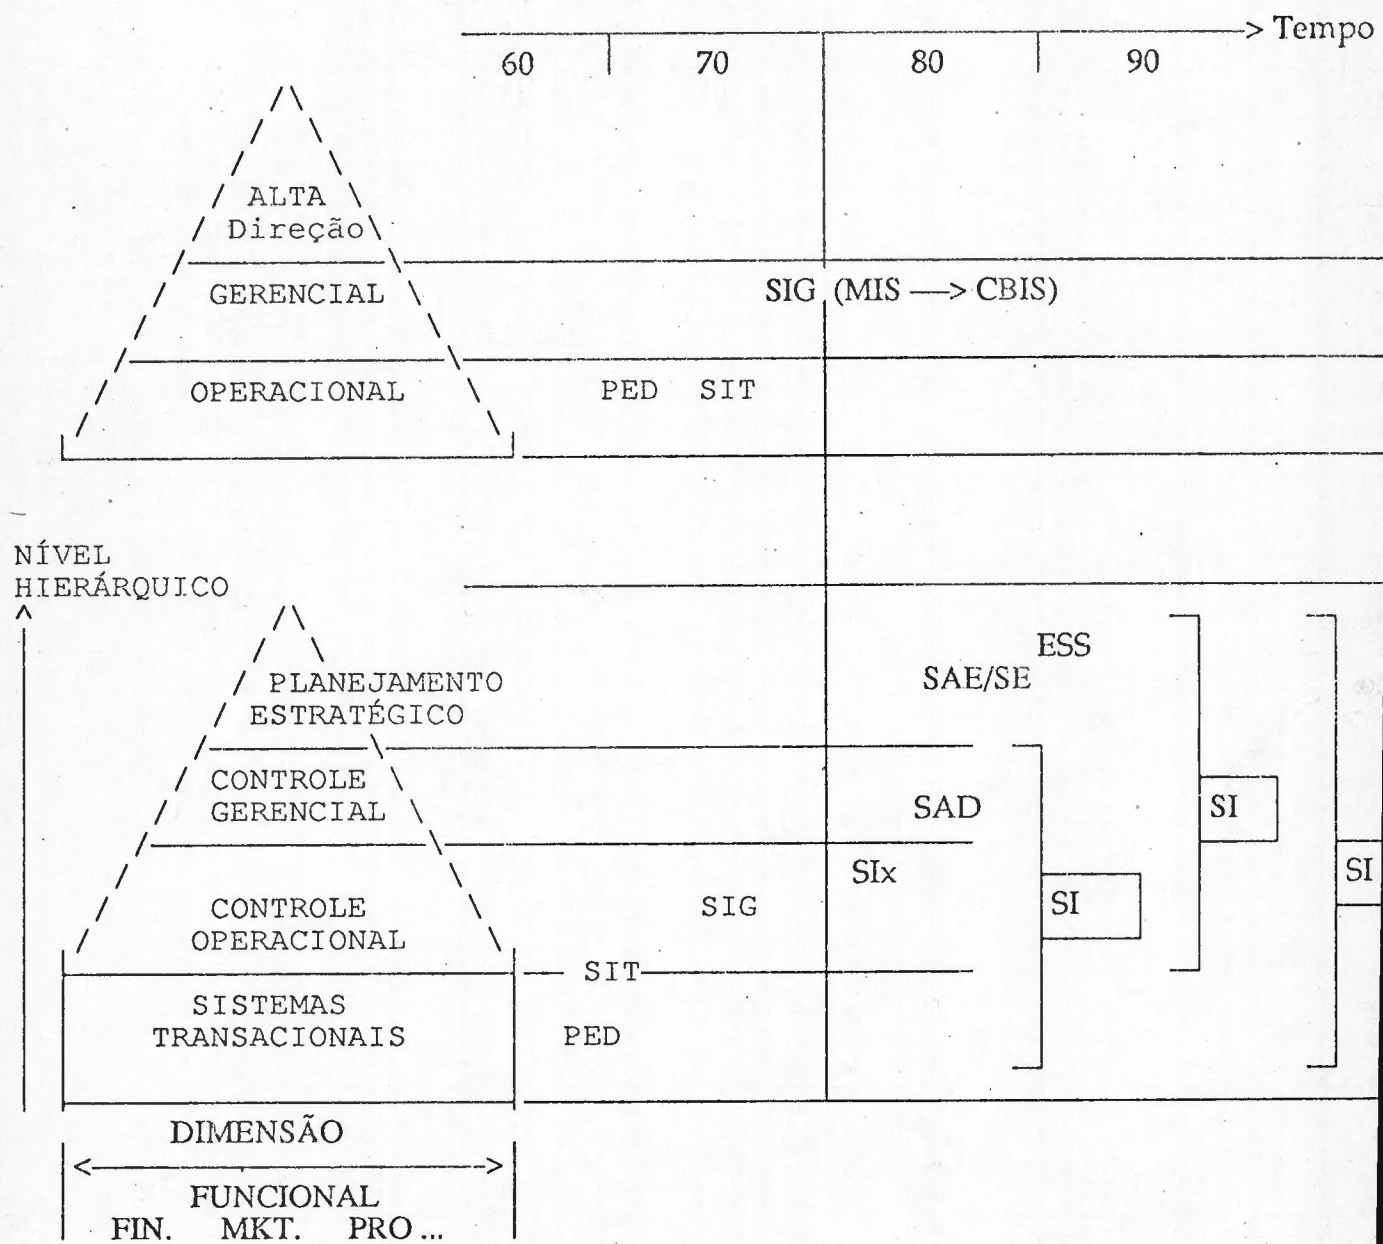 > Tempo
60 70 80 90
ALTA
Direção
GERENCIAL SIG (MIS —> CBIS)
OPERACIONAL PED SIT
NÍVEL
HIERÁRQUICO
ESS
SAE/SE
PLANEJAMENTO
ESTRATÉGICO
CONTROLE
GERENCIAL
SAD
SI
SIx
SI
CONTROLE
OPERACIONAL
SIG
SI
SIT
SISTEMAS
TRANSACIONAIS
PED
DIMENSÃO
FUNCIONAL
FIN. MKT. PRO ...